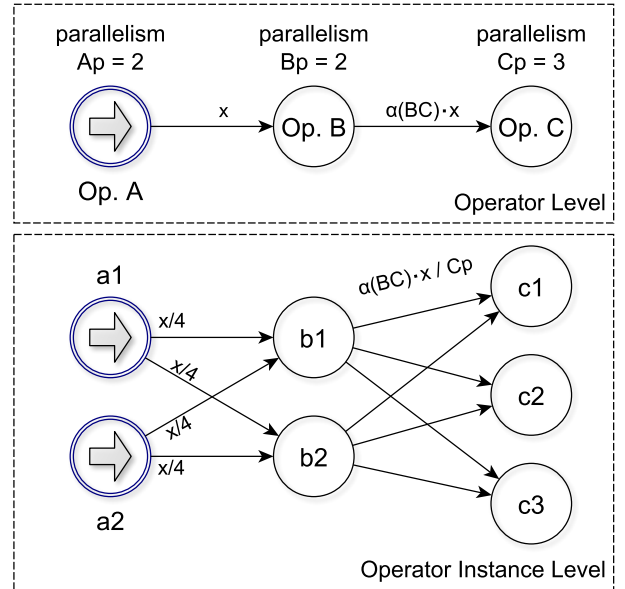 parallelism parallelism parallelism
Ap = 2 Bp = 2 Cp = 3
x α(BC)·x
Op. B Op. C
Op. A
Operator Level
a1
α(BC)·x / Cp
c1
x/4
b1
x/4
c2
x/4
b2
x/4
c3
a2
Operator Instance Level